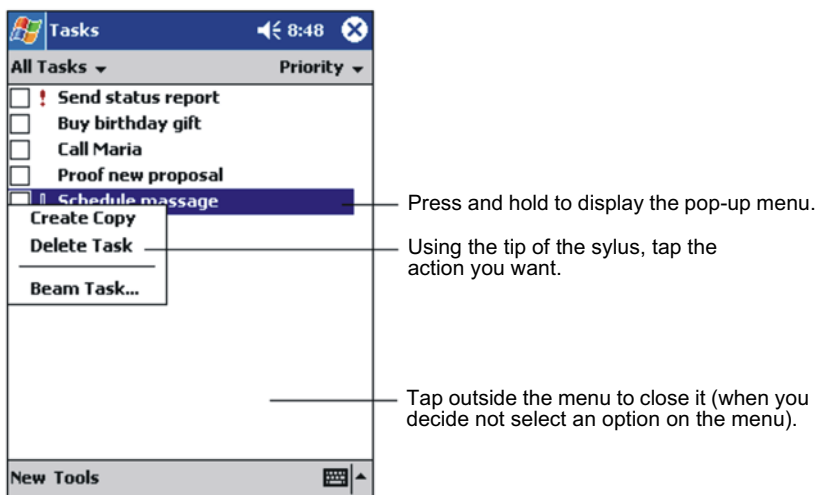 Tasks 8:48
All Tasks Priority
! Send status report
Buy birthday gift
Call Maria
Proof new proposal
Schedule massage
Create Copy
Delete Task
Beam Task...
New Tools
Press and hold to display the pop-up menu.
Using the tip of the sylus, tap the
action you want.
Tap outside the menu to close it (when you
decide not select an option on the menu).